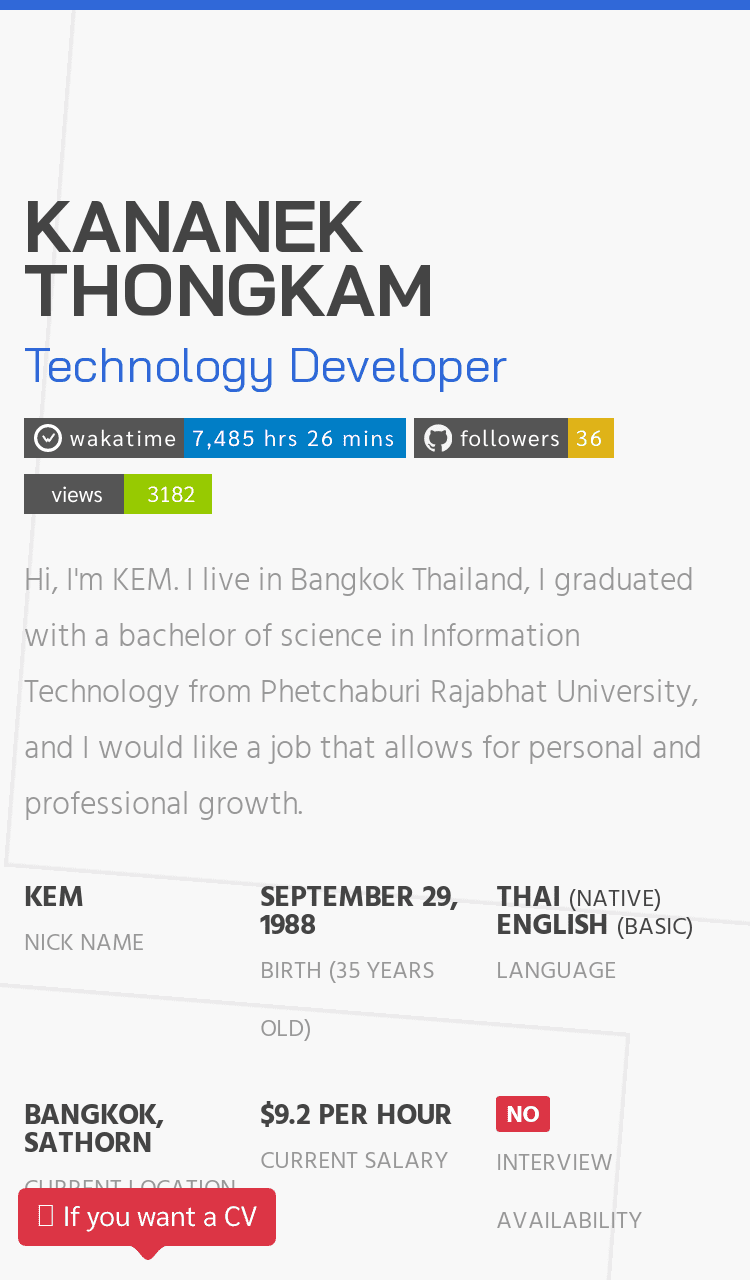 KANANEK
THONGKAM
Technology Developer
wakatime 7,485 hrs 26 mins followers 36
views 3182
Hi, I'm KEM. I live in Bangkok Thailand, I graduated
with a bachelor of science in Information
Technology from Phetchaburi Rajabhat University,
and I would like a job that allows for personal and
professional growth.
KEM
NICK NAME
SEPTEMBER 29,
1988
BIRTH (35 YEARS
OLD)
THAI (NATIVE)
ENGLISH (BASIC)
LANGUAGE
BANGKOK,
SATHORN
CURRENT LOCATION
$9.2 PER HOUR
CURRENT SALARY
NO
INTERVIEW
AVAILABILITY
If you want a CV